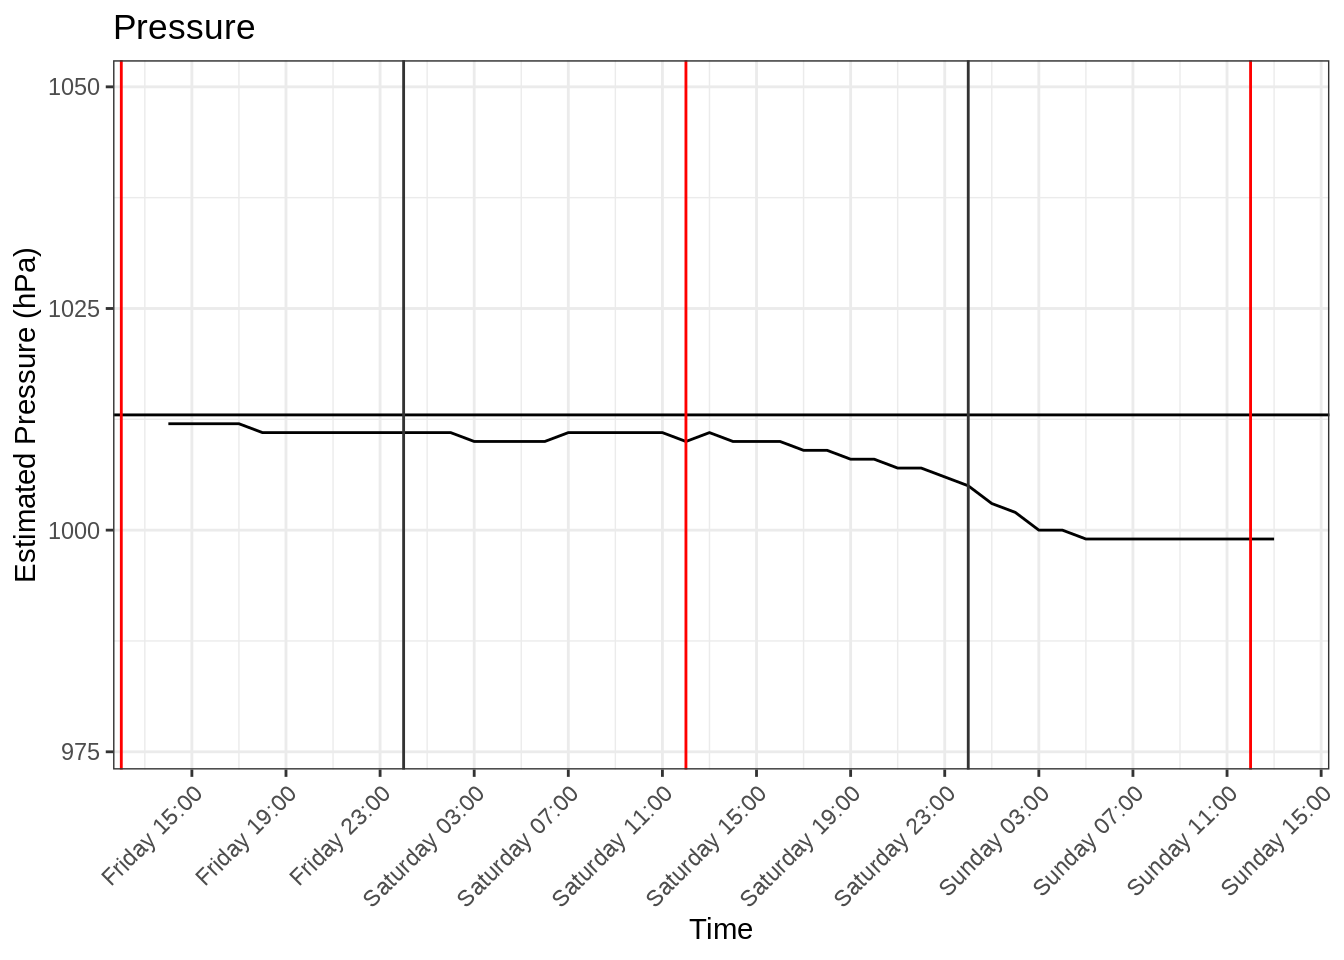 Pressure
Estimated Pressure (hPa)
1050
1025
1000
975
Friday 15:00
Friday 19:00
Friday 23:00
Saturday 03:00
Saturday 07:00
Saturday 11:00
Saturday 15:00
Saturday 19:00
Saturday 23:00
Sunday 03:00
Sunday 07:00
Sunday 11:00
Sunday 15:00
Time